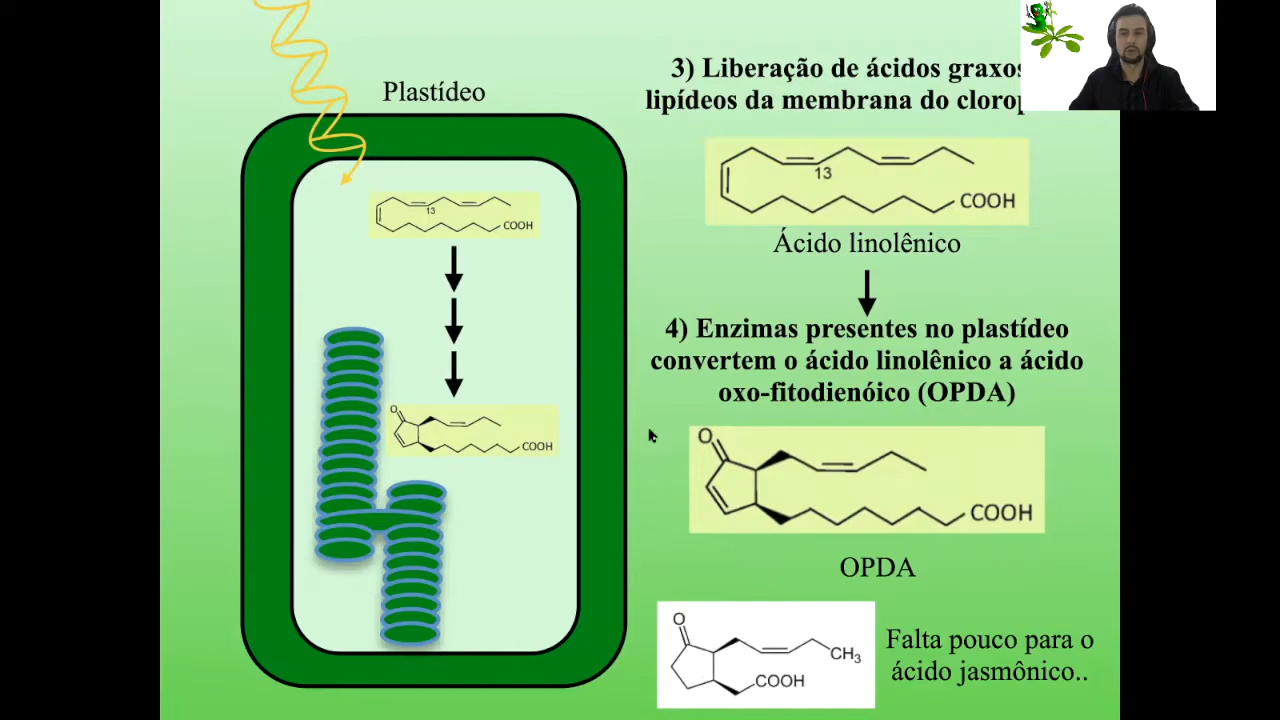 Plastídeo
13
COOH
O
COOH
3) Liberação de ácidos graxos
lipídeos da membrana do
13
COOH
Ácido linolênico
4) Enzimas presentes no plastídeo
convertem o ácido linolênico a ácido
oxo-fitodienóico (OPDA)
O
COOH
OPDA
O
CH3
COOH
Falta pouco para o
ácido jasmônico..